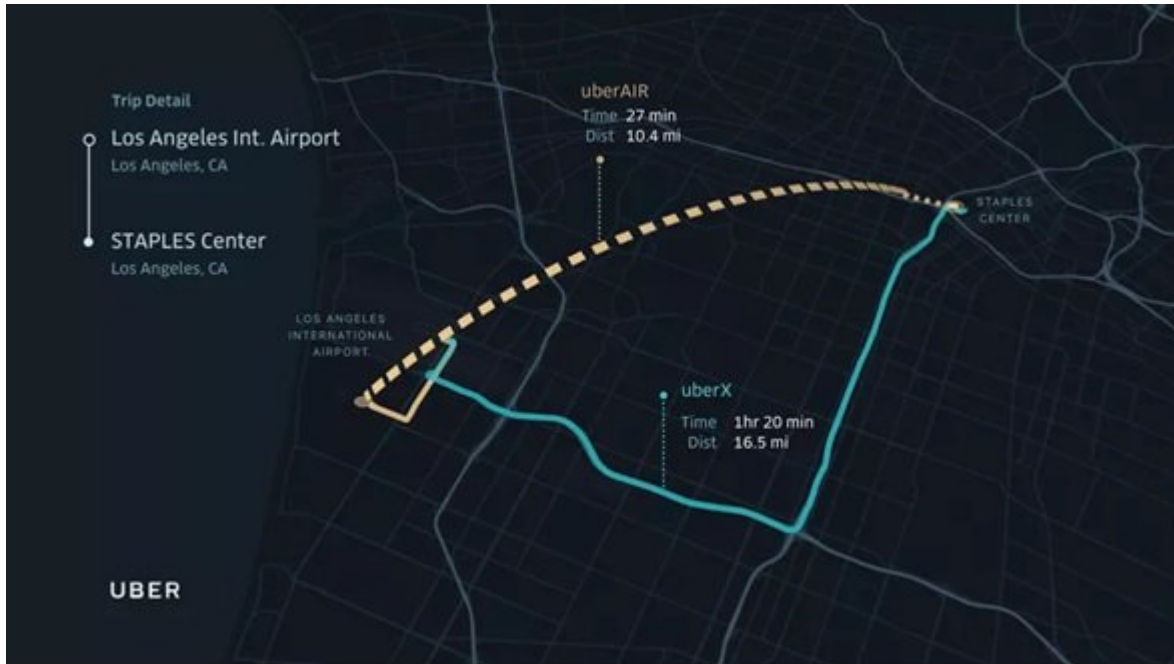 Trip Detail
Los Angeles Int. Airport
Los Angeles, CA
STAPLES Center
Los Angeles, CA
uberAIR
Time 27 min
Dist 10.4 mi
STAPLES
CENTER
LOS ANGELES
INTERNATIONAL
AIRPORT
uberX
Time 1hr 20 min
Dist 16.5 mi
UBER